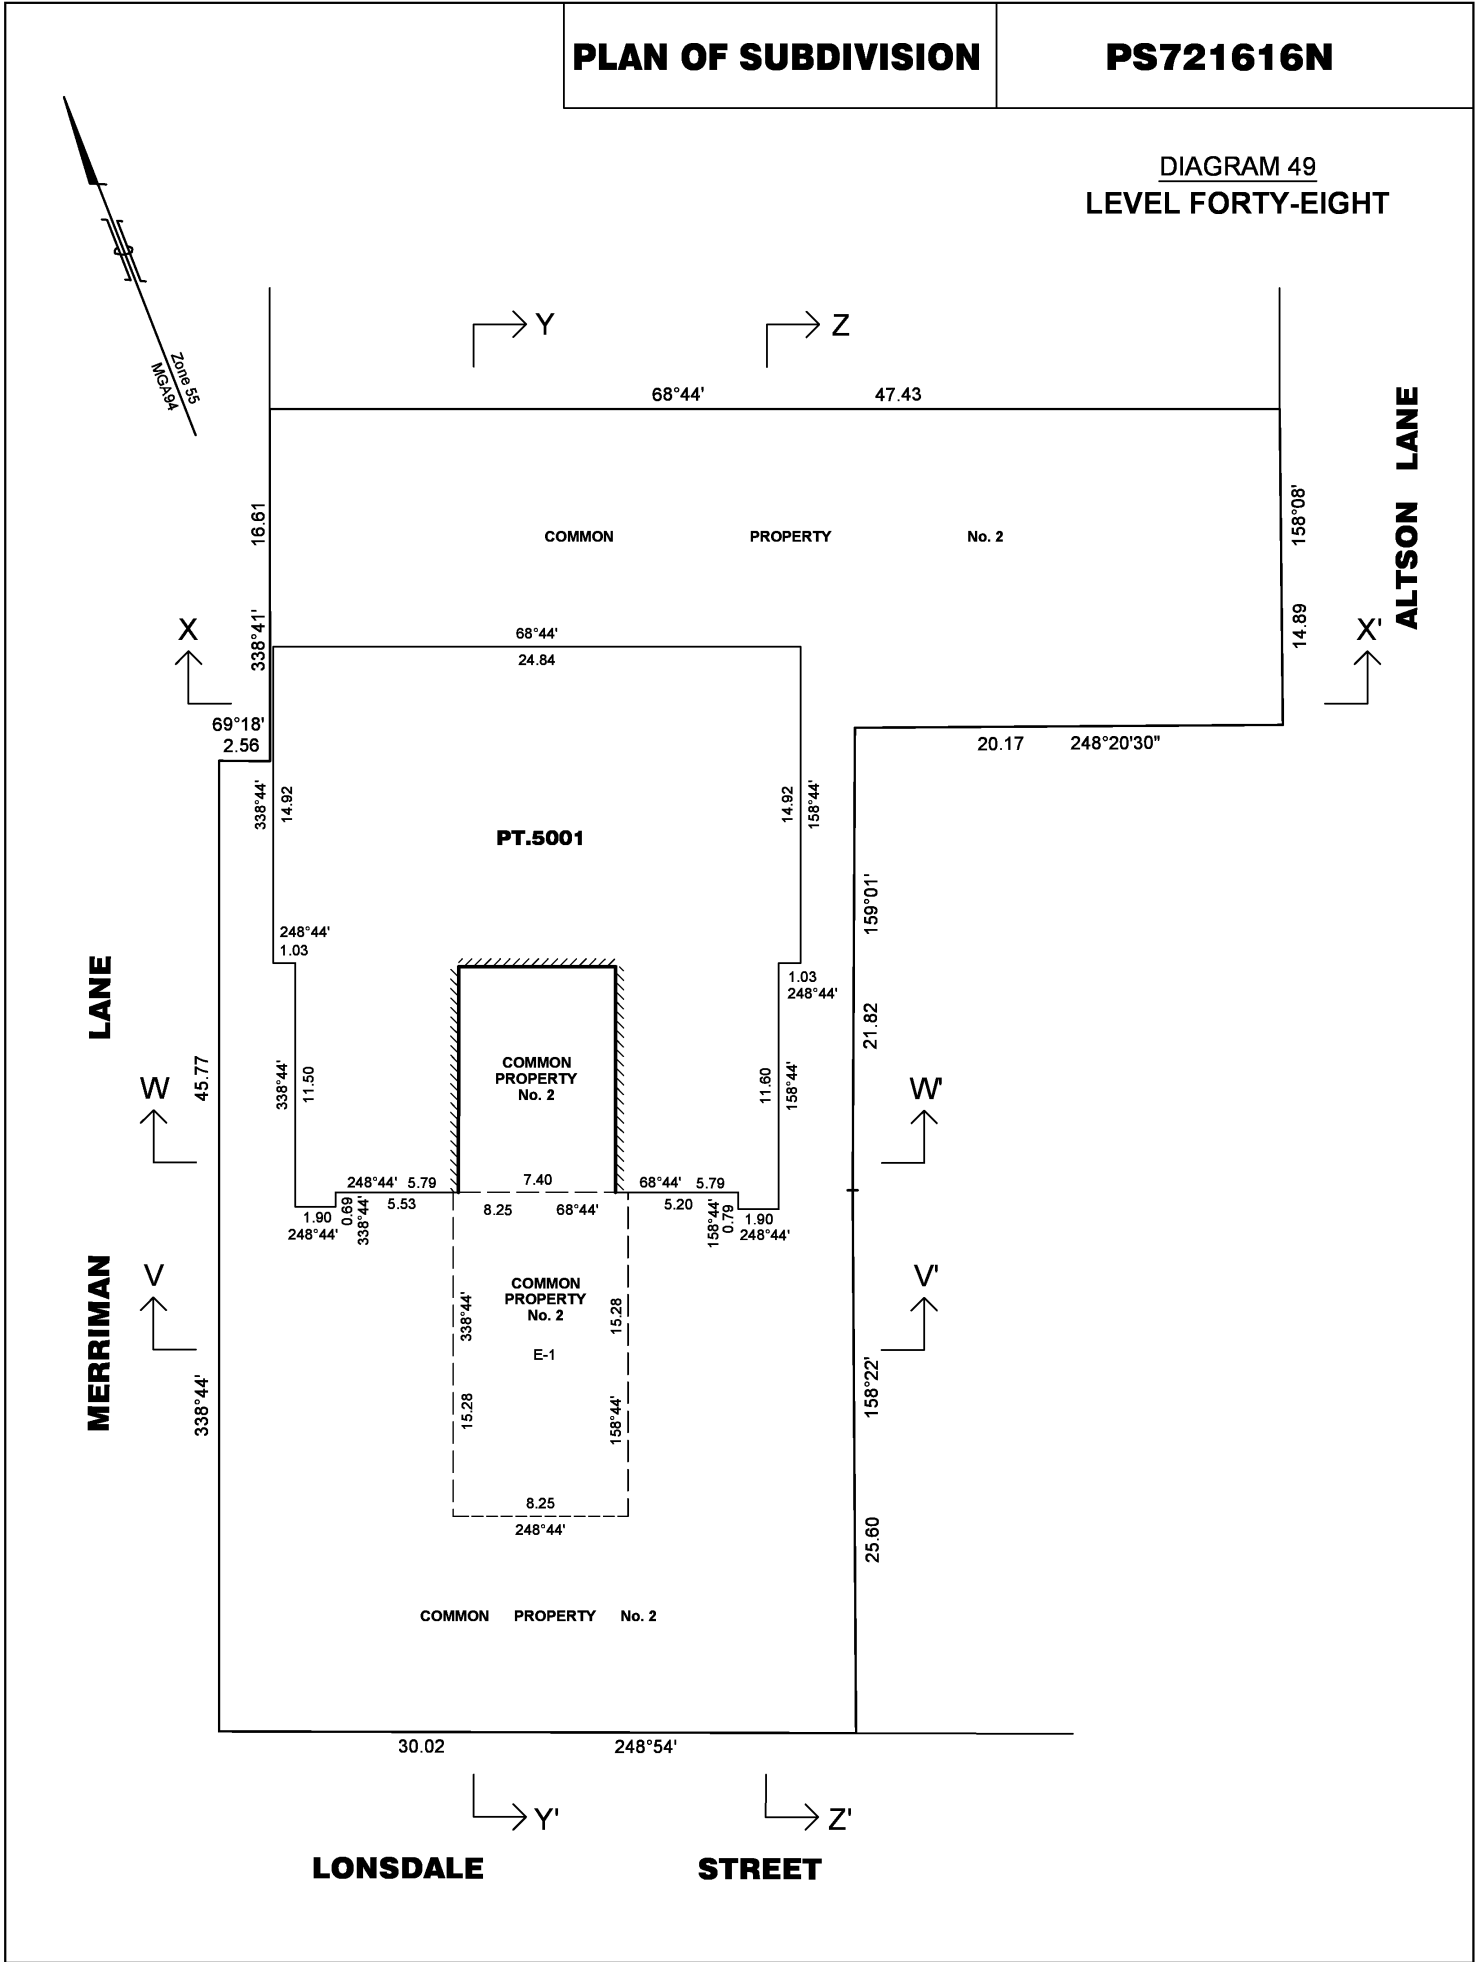 PLAN OF SUBDIVISION
PS721616N
DIAGRAM 49
LEVEL FORTY-EIGHT
Zone 55
MGA94
Y
Z
68°44' 47.43
ALTSON LANE
16.61
338°41'
COMMON PROPERTY No. 2
158°08'
14.89
X
X'
68°44'
24.84
69°18'
2.56
20.17 248°20'30"
338°44'
14.92
14.92
158°44'
PT.5001
159°01'
21.82
248°44'
1.03
1.03
248°44'
MERRIMAN LANE
45.77
338°44'
W
W'
338°44'
11.50
COMMON
PROPERTY
No. 2
11.60
158°44'
248°44' 5.79
7.40
68°44' 5.79
5.53
8.25 68°44'
5.20
1.90
248°44'
0.69
338°44'
158°44'
0.79
1.90
248°44'
V
V'
COMMON
PROPERTY
No. 2
E-1
338°44'
15.28
15.28
158°44'
158°22'
25.60
8.25
248°44'
COMMON PROPERTY No. 2
30.02 248°54'
Y'
Z'
LONSDALE STREET